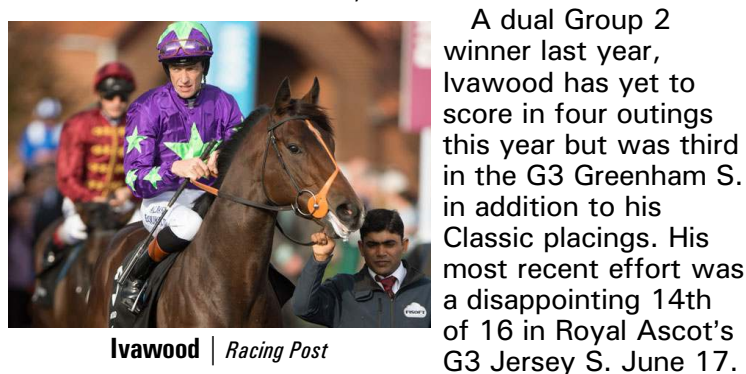 A dual Group 2
winner last year,
Ivawood has yet to
score in four outings
this year but was third
in the G3 Greenham S.
in addition to his
Classic placings. His
most recent effort was
a disappointing 14th
of 16 in Royal Ascot's
G3 Jersey S. June 17.
Ivawood | Racing Post